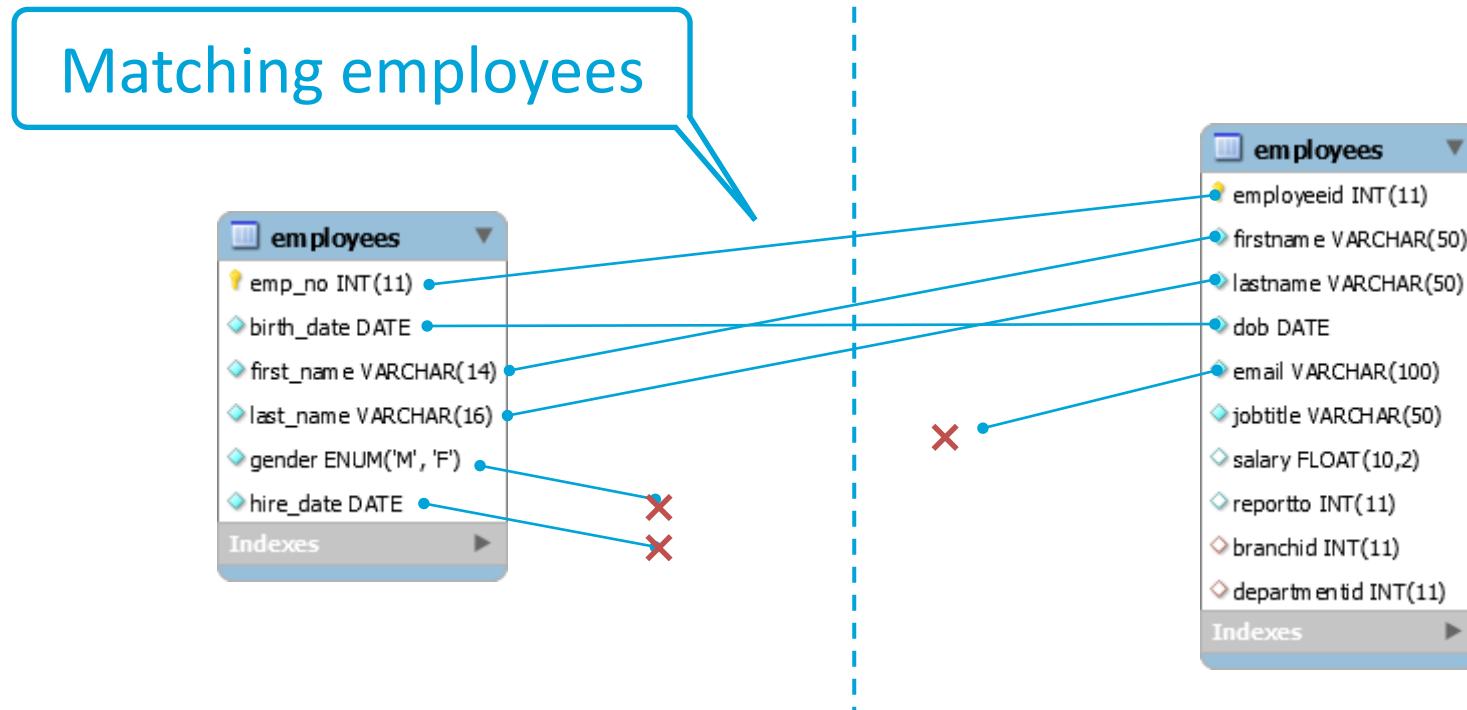 Matching employees
employees
emp_no INT(11)
birth_date DATE
first_name VARCHAR(14)
last_name VARCHAR(16)
gender ENUM('M', 'F')
hire_date DATE
Indexes
employees
employeeid INT(11)
firstname VARCHAR(50)
lastname VARCHAR(50)
dob DATE
email VARCHAR(100)
jobtitle VARCHAR(50)
salary FLOAT(10,2)
reportto INT(11)
branchid INT(11)
departmentid INT(11)
Indexes